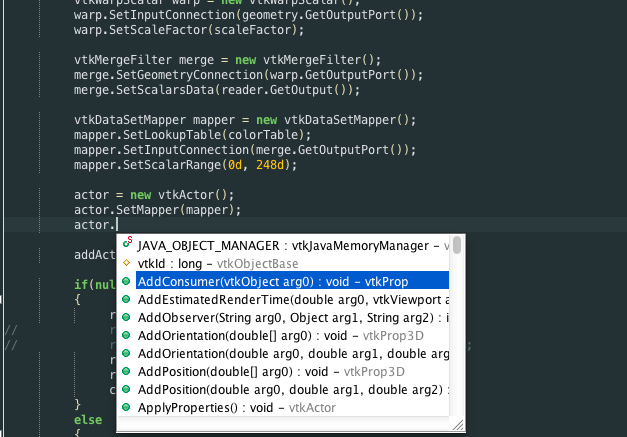 vtkWarpScalar warp = new vtkWarpScalar();
warp.SetInputConnection(geometry.GetOutputPort());
warp.SetScaleFactor(scaleFactor);
vtkMergeFilter merge = new vtkMergeFilter();
merge.SetGeometryConnection(warp.GetOutputPort());
merge.SetScalarsData(reader.GetOutput());
vtkDataSetMapper mapper = new vtkDataSetMapper();
mapper.SetLookupTable(colorTable);
mapper.SetInputConnection(merge.GetOutputPort());
mapper.SetScalarRange(0d, 248d);
actor = new vtkActor();
actor.SetMapper(mapper);
actor.
JAVA_OBJECT_MANAGER : vtkJavaMemoryManager –
addAct
vtkId : long – vtkObjectBase
AddConsumer(vtkObject arg0) : void – vtkProp
if(nul
{
AddEstimatedRenderTime(double arg0, vtkViewport a
r
AddObserver(String arg0, Object arg1, String arg2) : i
// r
AddOrientation(double[] arg0) : void – vtkProp3D
// r
AddOrientation(double arg0, double arg1, double arg
;
r
AddPosition(double[] arg0) : void – vtkProp3D
r
AddPosition(double arg0, double arg1, double arg2) :
c
}
ApplyProperties() : void – vtkActor
else
{